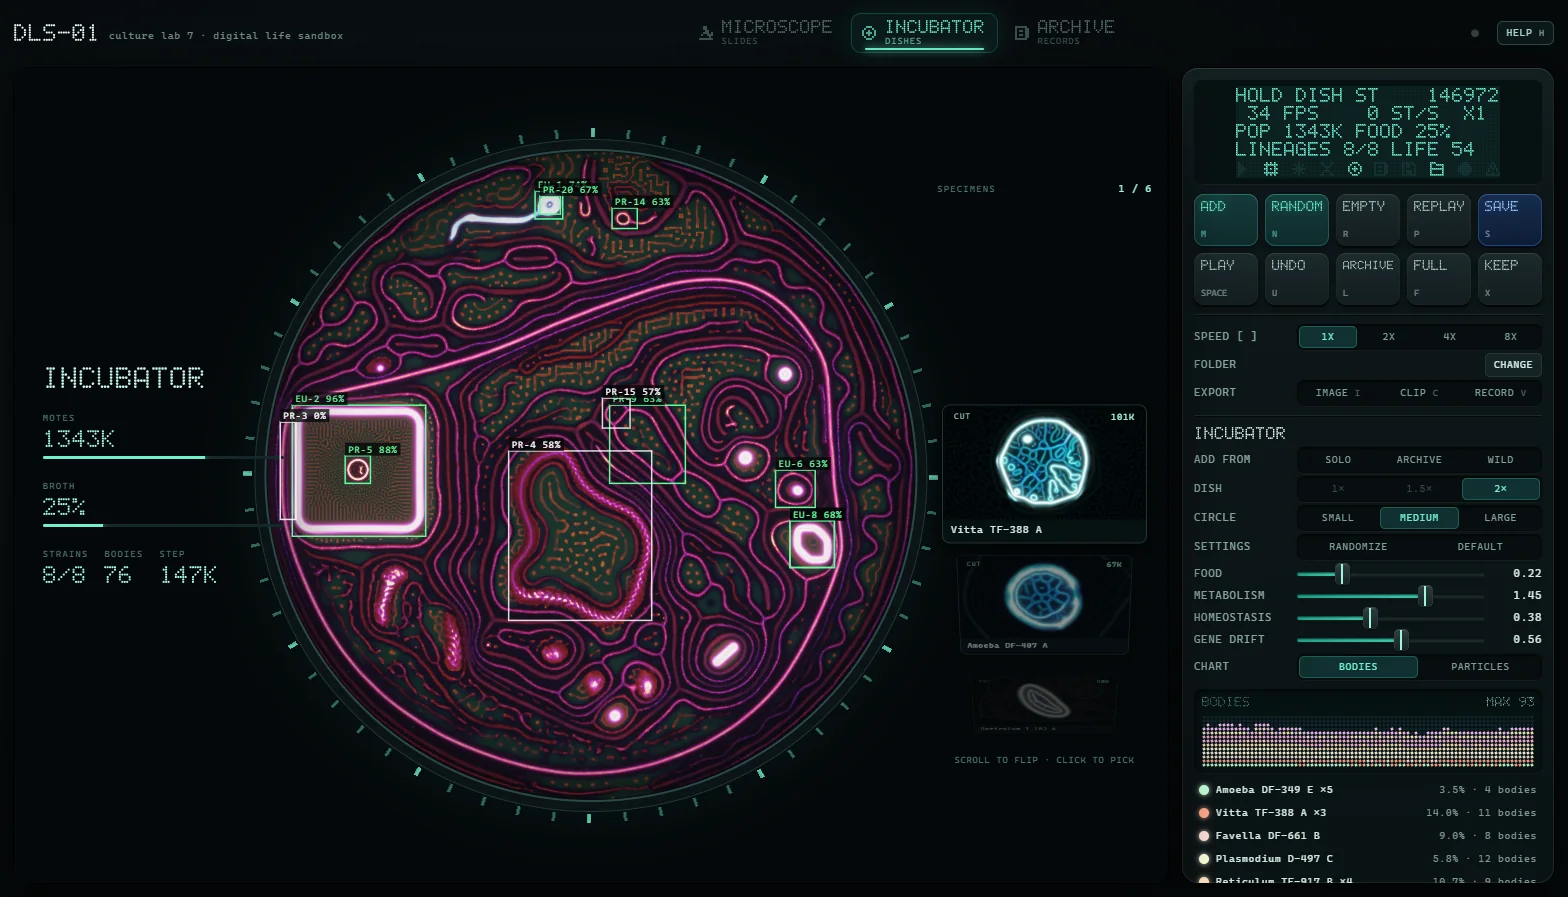 DLS-01 culture lab 7 · digital life sandbox
MICROSCOPE
SLIDES
INCUBATOR
DISHES
ARCHIVE
RECORDS
HELP H
INCUBATOR
MOTES
1343K
BROTH
25%
STRAINS BODIES STEP
8/8 76 147K
PR-20 67%
PR-14 63%
EU-2 96%
PR-3 0%
PR-5 88%
PR-15 57%
PR-4 58%
EU-6 63%
EU-8 68%
SPECIMENS 1 / 6
CUT 101K
Vitta TF-388 A
CUT 67K
Amoeba DF-407 A
SCROLL TO FLIP · CLICK TO PICK
HOLD DISH ST 146972
34 FPS 0 ST/S X1
POP 1343K FOOD 25%
LINEAGES 8/8 LIFE 54
ADD M
RANDOM N
EMPTY R
REPLAY P
SAVE S
PLAY SPACE
UNDO U
ARCHIVE L
FULL F
KEEP X
SPEED [ ] 1X 2X 4X 8X
FOLDER CHANGE
EXPORT IMAGE I CLIP C RECORD V
INCUBATOR
ADD FROM SOLO ARCHIVE WILD
DISH 1× 1.5× 2×
CIRCLE SMALL MEDIUM LARGE
SETTINGS RANDOMIZE DEFAULT
FOOD 0.22
METABOLISM 1.45
HOMEOSTASIS 0.38
GENE DRIFT 0.56
CHART BODIES PARTICLES
BODIES MAX 93
Amoeba DF-349 E ×5 3.5% · 4 bodies
Vitta TF-388 A ×3 14.0% · 11 bodies
Favella DF-661 B 9.0% · 8 bodies
Plasmodium D-497 C 5.8% · 12 bodies
Reticulum TF-917 B ×4 10.7% · 9 bodies